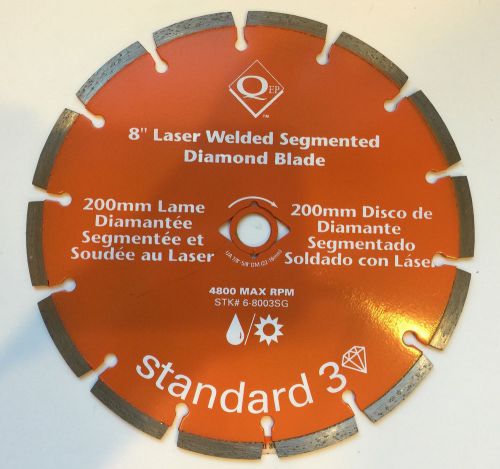 QEP
TM
8" Laser Welded Segmented
Diamond Blade
200mm Lame
Diamantée
Segmentée et
Soudée au Laser
200mm Disco de
Diamante
Segmentado
Soldado con Láser
4800 MAX RPM
STK# 6-8003SG
standard 3